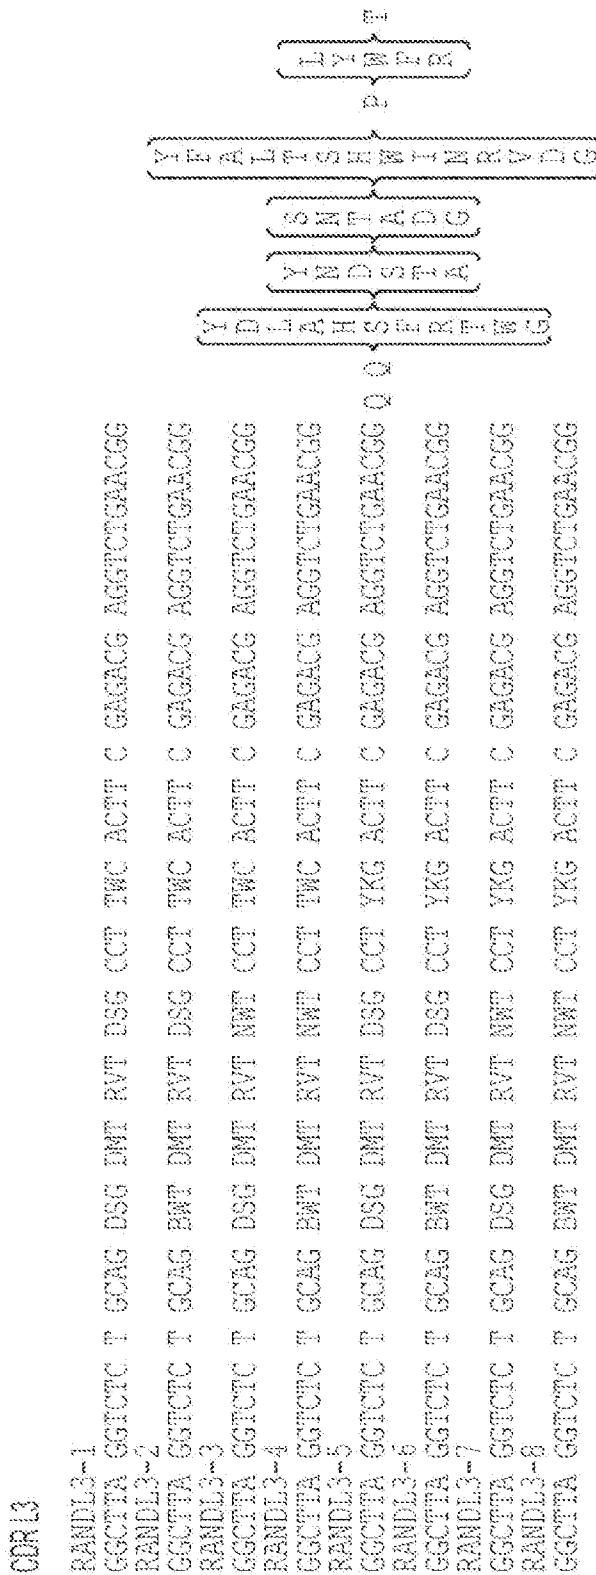 CDR L3
RANDL3-1
GGCTTA GGTCTC T GCAG DSG DMT RVT DSG CCT TWC ACTT C GAGACG AGGTCTGAACGG
RANDL3-2
GGCTTA GGTCTC T GCAG BWT DMT RVT DSG CCT TWC ACTT C GAGACG AGGTCTGAACGG
RANDL3-3
GGCTTA GGTCTC T GCAG DSG DMT RVT NWT CCT TWC ACTT C GAGACG AGGTCTGAACGG
RANDL3-4
GGCTTA GGTCTC T GCAG BWT DMT RVT NWT CCT TWC ACTT C GAGACG AGGTCTGAACGG
RANDL3-5
GGCTTA GGTCTC T GCAG DSG DMT RVT DSG CCT YKG ACTT C GAGACG AGGTCTGAACGG
RANDL3-6
GGCTTA GGTCTC T GCAG BWT DMT RVT DSG CCT YKG ACTT C GAGACG AGGTCTGAACGG
RANDL3-7
GGCTTA GGTCTC T GCAG DSG DMT RVT NWT CCT YKG ACTT C GAGACG AGGTCTGAACGG
RANDL3-8
GGCTTA GGTCTC T GCAG BWT DMT RVT NWT CCT YKG ACTT C GAGACG AGGTCTGAACGG
Q Q
Y D L A H S F R T W G
Y N D S T A
S N T A D G
Y F A L T S H W I N R V D G
P
L Y W F R
T